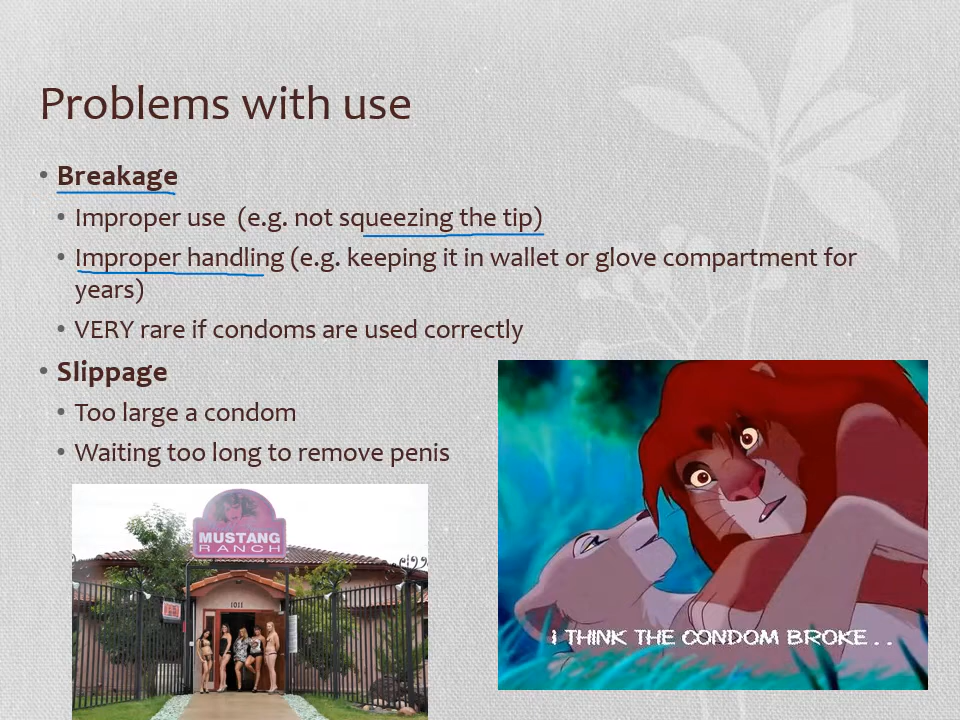 Problems with use
• Breakage
• Improper use (e.g. not squeezing the tip)
• Improper handling (e.g. keeping it in wallet or glove compartment for
years)
• VERY rare if condoms are used correctly
• Slippage
• Too large a condom
• Waiting too long to remove penis
MUSTANG
RANCH
1011
I THINK THE CONDOM BROKE . .